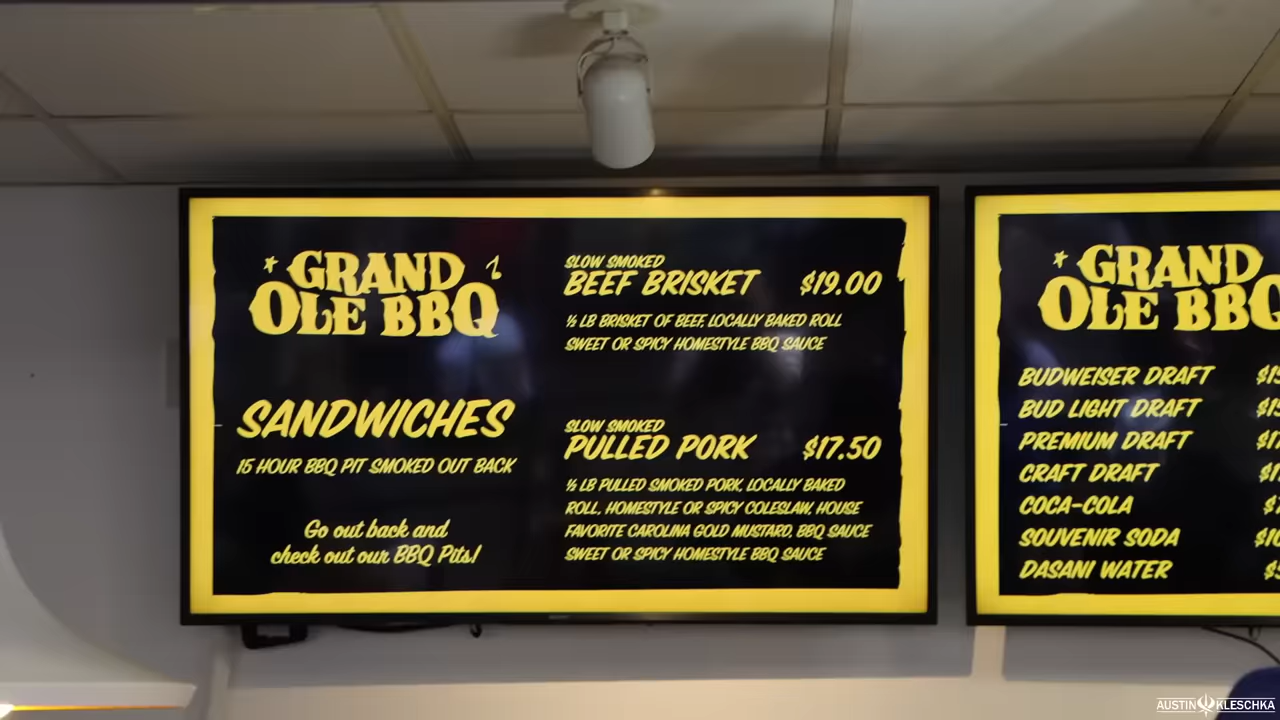 GRAND
OLE BBQ
SANDWICHES
15 HOUR BBQ PIT SMOKED OUT BACK
Go out back and
check out our BBQ Pits!
SLOW SMOKED
BEEF BRISKET $19.00
½ LB BRISKET OF BEEF, LOCALLY BAKED ROLL
SWEET OR SPICY HOMESTYLE BBQ SAUCE
SLOW SMOKED
PULLED PORK $17.50
½ LB PULLED SMOKED PORK, LOCALLY BAKED
ROLL, HOMESTYLE OR SPICY COLESLAW, HOUSE
FAVORITE CAROLINA GOLD MUSTARD, BBQ SAUCE
SWEET OR SPICY HOMESTYLE BBQ SAUCE
GRAND
OLE BBQ
BUDWEISER DRAFT
BUD LIGHT DRAFT
PREMIUM DRAFT
CRAFT DRAFT
COCA-COLA
SOUVENIR SODA
DASANI WATER
AUSTIN KLESCHKA